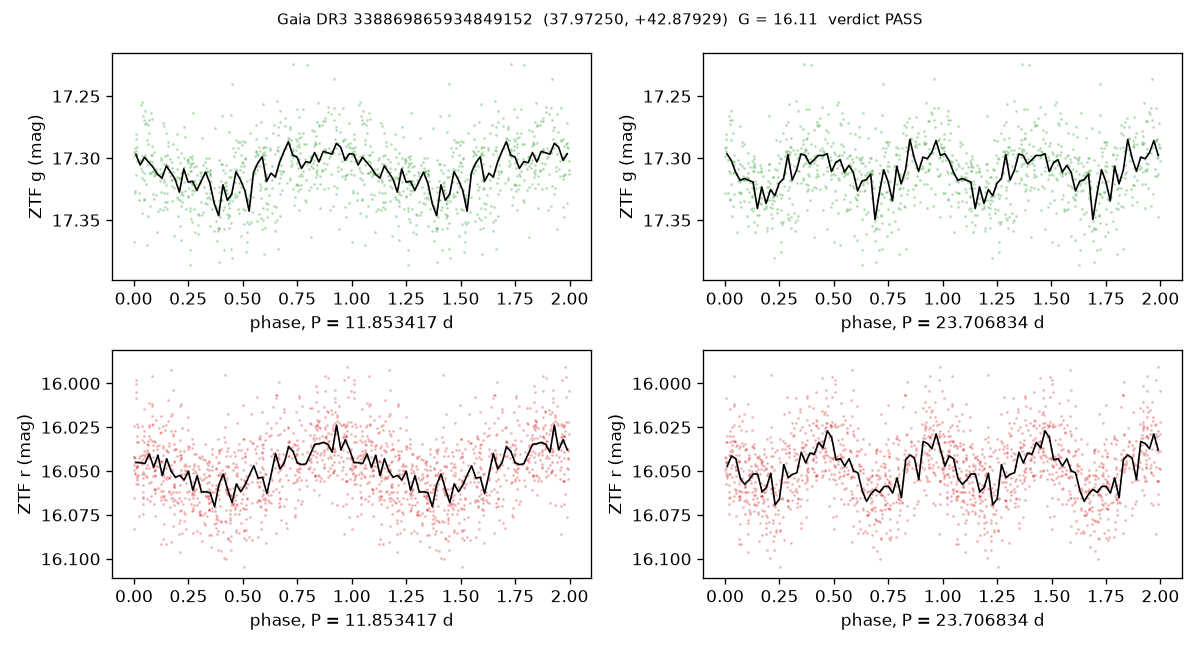 Gaia DR3 338869865934849152 (37.97250, +42.87929) G = 16.11 verdict PASS
ZTF g (mag)
17.25
17.30
17.35
0.00 0.25 0.50 0.75 1.00 1.25 1.50 1.75 2.00
phase, P = 11.853417 d
ZTF g (mag)
17.25
17.30
17.35
0.00 0.25 0.50 0.75 1.00 1.25 1.50 1.75 2.00
phase, P = 23.706834 d
ZTF r (mag)
16.000
16.025
16.050
16.075
16.100
0.00 0.25 0.50 0.75 1.00 1.25 1.50 1.75 2.00
phase, P = 11.853417 d
ZTF r (mag)
16.000
16.025
16.050
16.075
16.100
0.00 0.25 0.50 0.75 1.00 1.25 1.50 1.75 2.00
phase, P = 23.706834 d